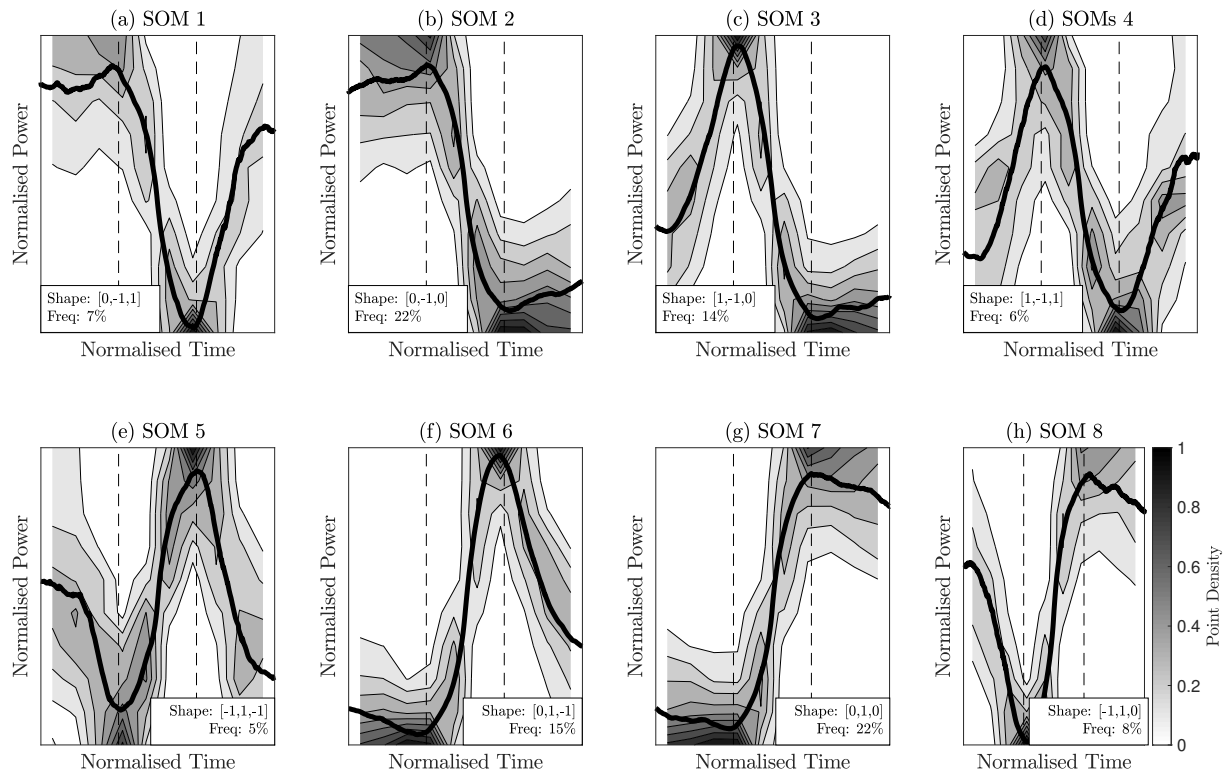 (a) SOM 1
(b) SOM 2
(c) SOM 3
(d) SOMs 4
Normalised Power
Normalised Power
Normalised Power
Normalised Power
Shape: [0,-1,1]
Freq: 7%
Shape: [0,-1,0]
Freq: 22%
Shape: [1,-1,0]
Freq: 14%
Shape: [1,-1,1]
Freq: 6%
Normalised Time
Normalised Time
Normalised Time
Normalised Time
(e) SOM 5
(f) SOM 6
(g) SOM 7
(h) SOM 8
Normalised Power
Normalised Power
Normalised Power
Normalised Power
Shape: [-1,1,-1]
Freq: 5%
Shape: [0,1,-1]
Freq: 15%
Shape: [0,1,0]
Freq: 22%
Shape: [-1,1,0]
Freq: 8%
Normalised Time
Normalised Time
Normalised Time
Normalised Time
1
0.8
0.6
0.4
0.2
0
Point Density